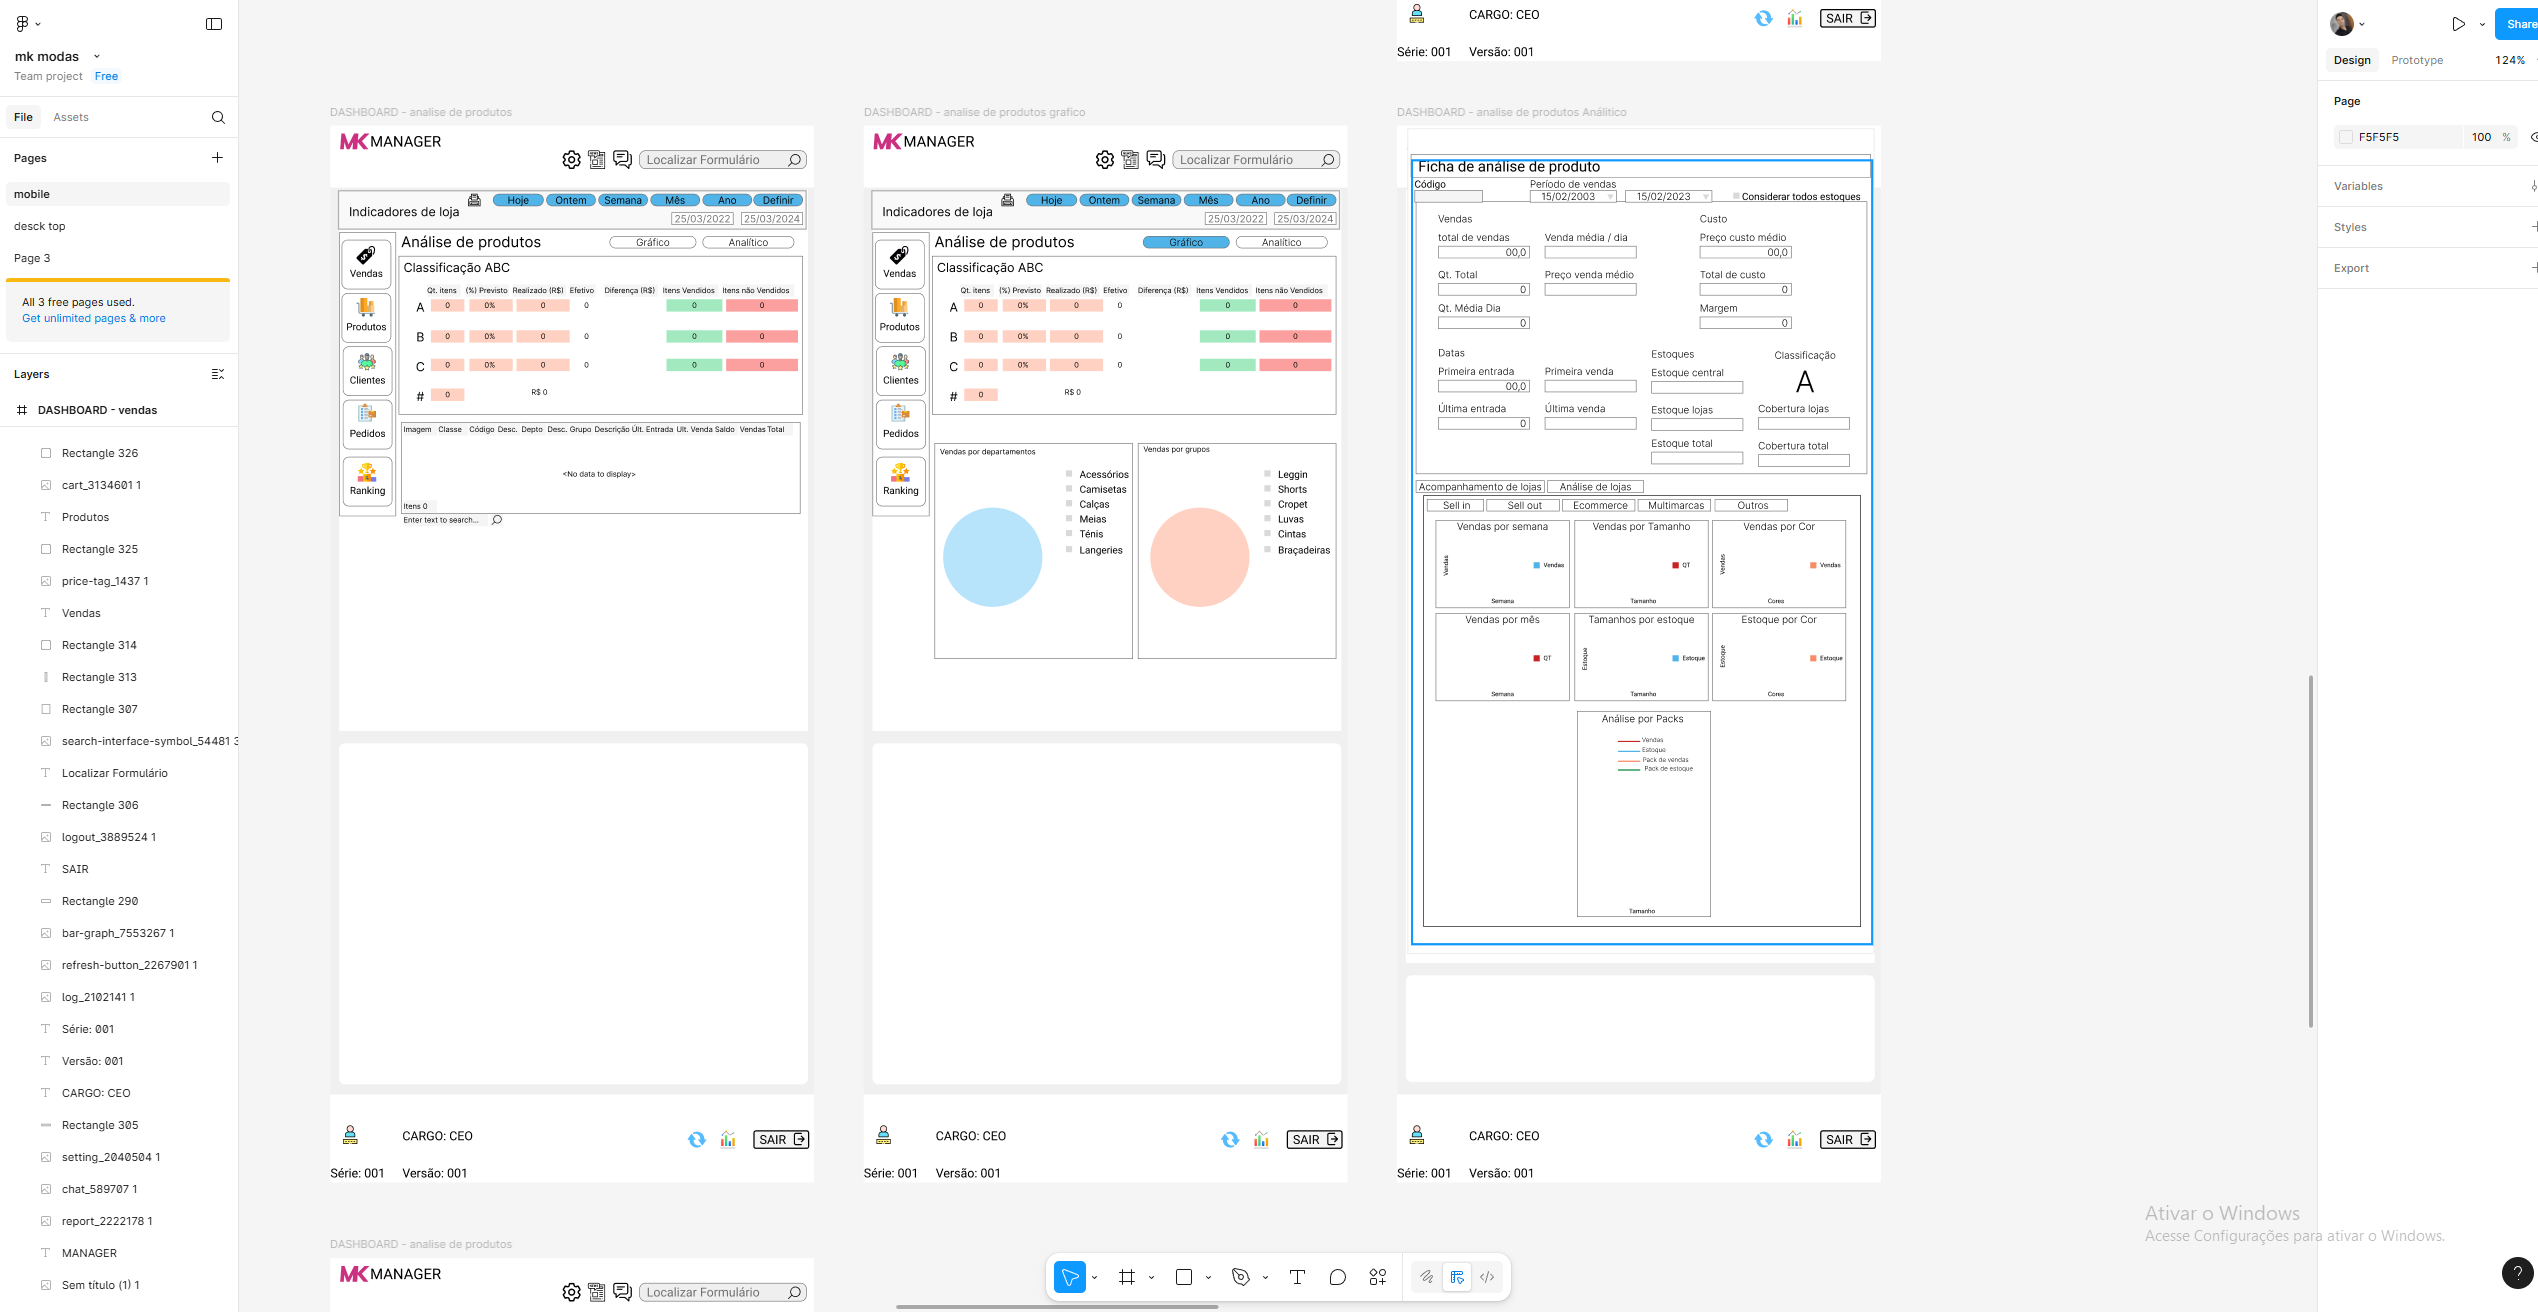 mk modas
Team project Free
File Assets
Pages
mobile
desck top
Page 3
All 3 free pages used.
Get unlimited pages & more
Layers
DASHBOARD - vendas
Rectangle 326
cart_3134601 1
Produtos
Rectangle 325
price-tag_1437 1
Vendas
Rectangle 314
Rectangle 313
Rectangle 307
search-interface-symbol_54481 3
Localizar Formulário
Rectangle 306
logout_3889524 1
SAIR
Rectangle 290
bar-graph_7553267 1
refresh-button_2267901 1
log_2102141 1
Série: 001
Versão: 001
CARGO: CEO
Rectangle 305
setting_2040504 1
chat_589707 1
report_2222178 1
MANAGER
Sem título (1) 1
DASHBOARD - analise de produtos
MK MANAGER
Localizar Formulário
Indicadores de loja
Hoje Ontem Semana Mês Ano Definir
25/03/2022 25/03/2024
Vendas
Produtos
Clientes
Pedidos
Ranking
Análise de produtos
Gráfico Analítico
Classificação ABC
Qt. itens (%) Previsto Realizado (R$) Efetivo Diferença (R$) Itens Vendidos Itens não Vendidos
A 0 0% 0 0 0 0
B 0 0% 0 0 0 0
C 0 0% 0 0 0 0
# 0 R$ 0
Imagem Classe Código Desc. Depto Desc. Grupo Descrição Últ. Entrada Ult. Venda Saldo Vendas Total
<No data to display>
Itens 0
Enter text to search...
CARGO: CEO
SAIR
Série: 001 Versão: 001
DASHBOARD - analise de produtos grafico
MK MANAGER
Localizar Formulário
Indicadores de loja
Hoje Ontem Semana Mês Ano Definir
25/03/2022 25/03/2024
Vendas
Produtos
Clientes
Pedidos
Ranking
Análise de produtos
Gráfico Analítico
Classificação ABC
Qt. itens (%) Previsto Realizado (R$) Efetivo Diferença (R$) Itens Vendidos Itens não Vendidos
A 0 0% 0 0 0 0
B 0 0% 0 0 0 0
C 0 0% 0 0 0 0
# 0 R$ 0
Vendas por departamentos
Acessórios
Camisetas
Calças
Meias
Ténis
Langeries
Vendas por grupos
Leggin
Shorts
Cropet
Luvas
Cintas
Braçadeiras
CARGO: CEO
SAIR
Série: 001 Versão: 001
CARGO: CEO
SAIR
Série: 001 Versão: 001
DASHBOARD - analise de produtos Análitico
Ficha de análise de produto
Código
Período de vendas
15/02/2003 15/02/2023
Considerar todos estoques
Vendas Custo
total de vendas Venda média / dia Preço custo médio
00,0 00,0
Qt. Total Preço venda médio Total de custo
0 0
Qt. Média Dia Margem
0 0
Datas Estoques Classificação
Primeira entrada Primeira venda Estoque central A
00,0
Última entrada Última venda Estoque lojas Cobertura lojas
0
Estoque total Cobertura total
Acompanhamento de lojas Análise de lojas
Sell in Sell out Ecommerce Multimarcas Outros
Vendas por semana Vendas por Tamanho Vendas por Cor
Vendas Vendas QT Vendas Vendas
Semana Tamanho Cores
Vendas por mês Tamanhos por estoque Estoque por Cor
QT Estoque Estoque Estoque Estoque
Semana Tamanho Cores
Análise por Packs
Vendas
Estoque
Pack de vendas
Pack de estoque
Tamanho
CARGO: CEO
SAIR
Série: 001 Versão: 001
DASHBOARD - analise de produtos
MK MANAGER
Localizar Formulário
Share
Design Prototype 124%
Page
F5F5F5 100 %
Variables
Styles
Export
Ativar o Windows
Acesse Configurações para ativar o Windows.
?